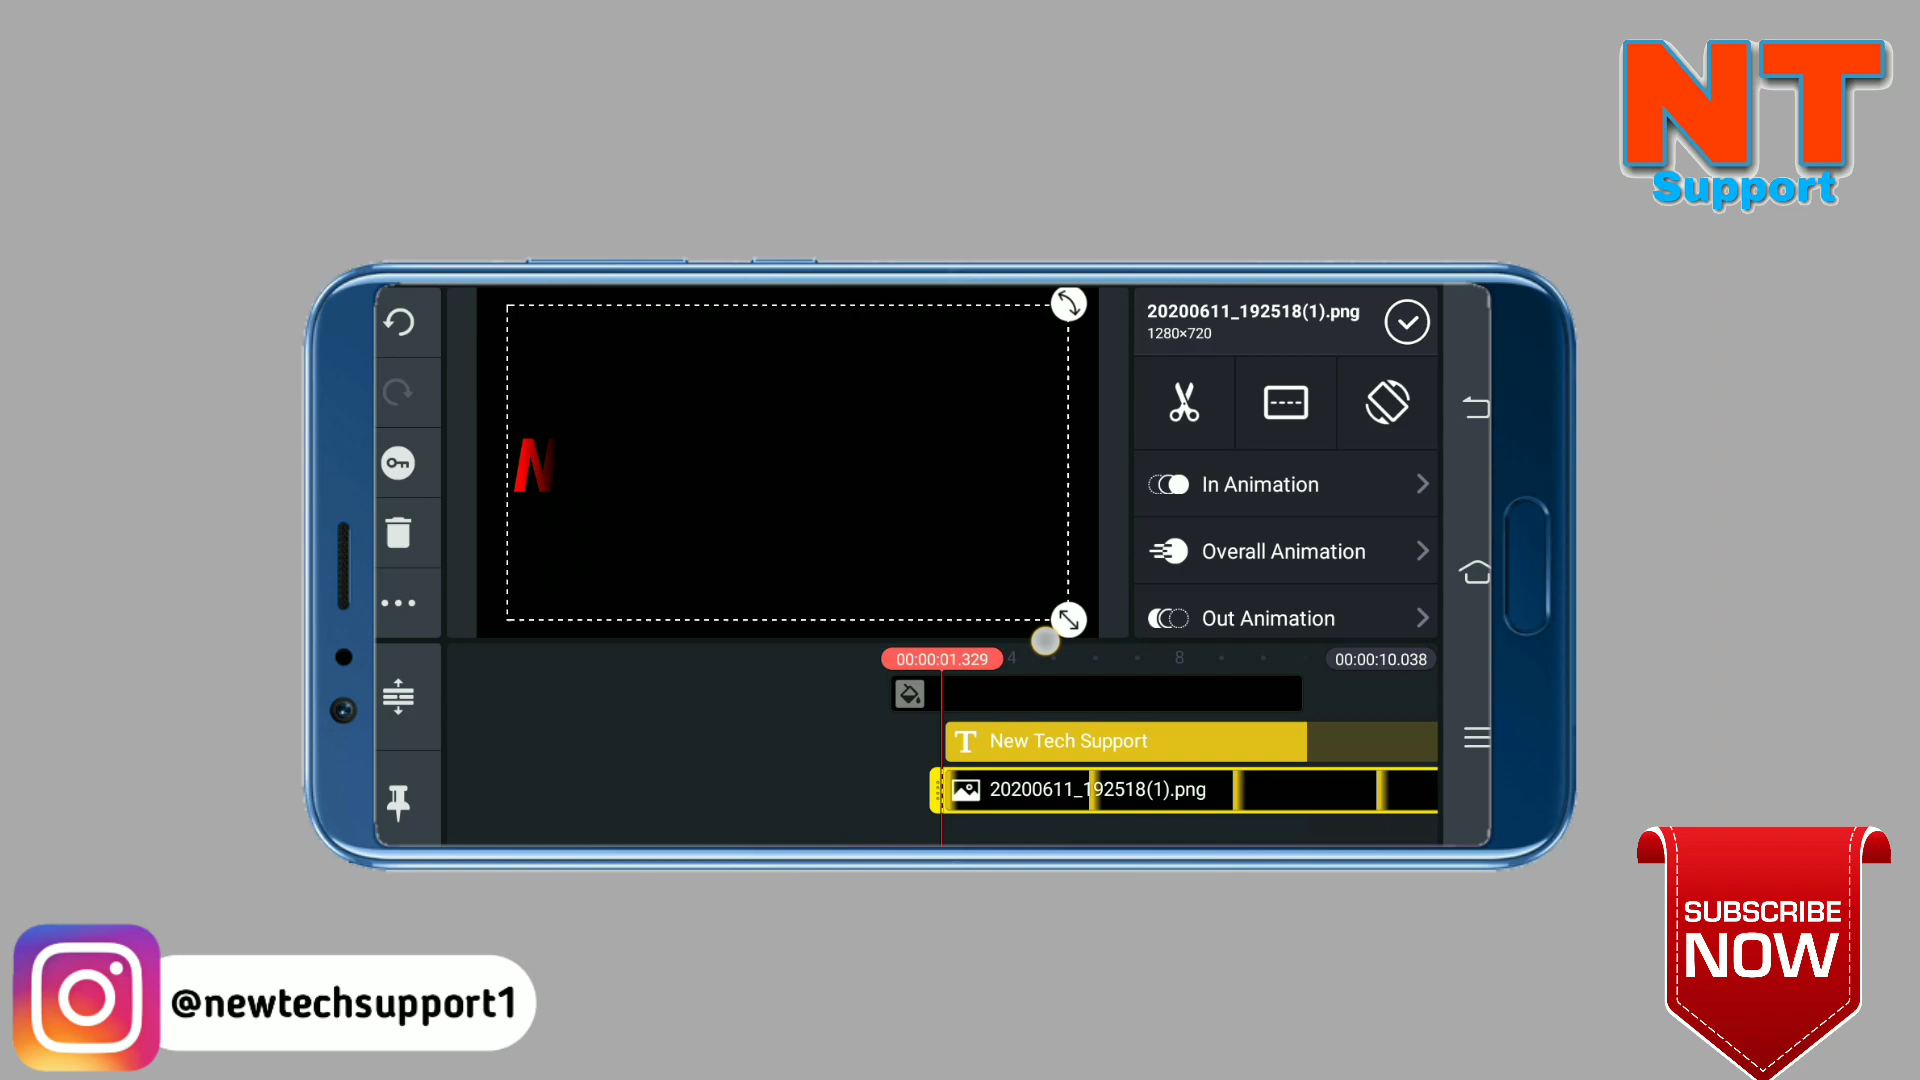 NT
Support
20200611_192518(1).png
1280×720
N
In Animation
Overall Animation
Out Animation
00:00:01.329
4
8
00:00:10.038
T New Tech Support
20200611_192518(1).png
SUBSCRIBE
NOW
@newtechsupport1